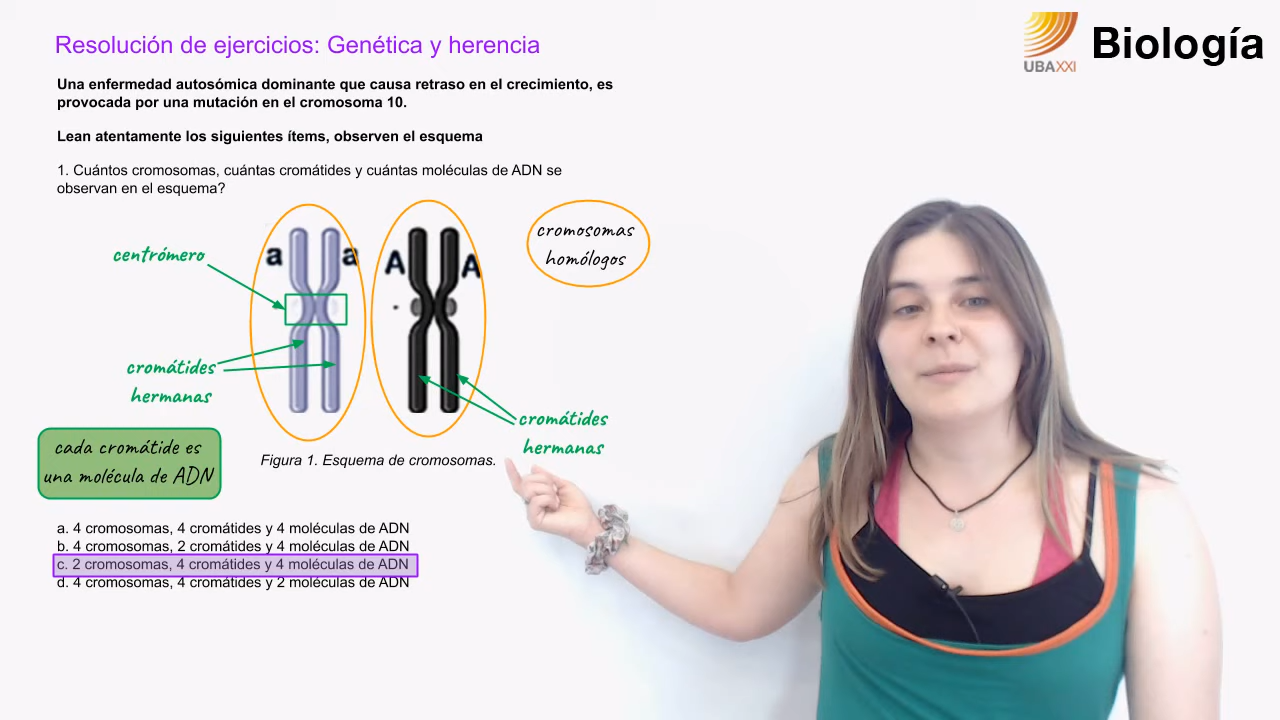 Resolución de ejercicios: Genética y herencia
UBAXXI
Biología
Una enfermedad autosómica dominante que causa retraso en el crecimiento, es
provocada por una mutación en el cromosoma 10.
Lean atentamente los siguientes ítems, observen el esquema
1. Cuántos cromosomas, cuántas cromátides y cuántas moléculas de ADN se
observan en el esquema?
cromosomas
homólogos
centrómero
a
a
A
A
cromátides
hermanas
cromátides
hermanas
cada cromátide es
una molécula de ADN
Figura 1. Esquema de cromosomas.
a. 4 cromosomas, 4 cromátides y 4 moléculas de ADN
b. 4 cromosomas, 2 cromátides y 4 moléculas de ADN
c. 2 cromosomas, 4 cromátides y 4 moléculas de ADN
d. 4 cromosomas, 4 cromátides y 2 moléculas de ADN